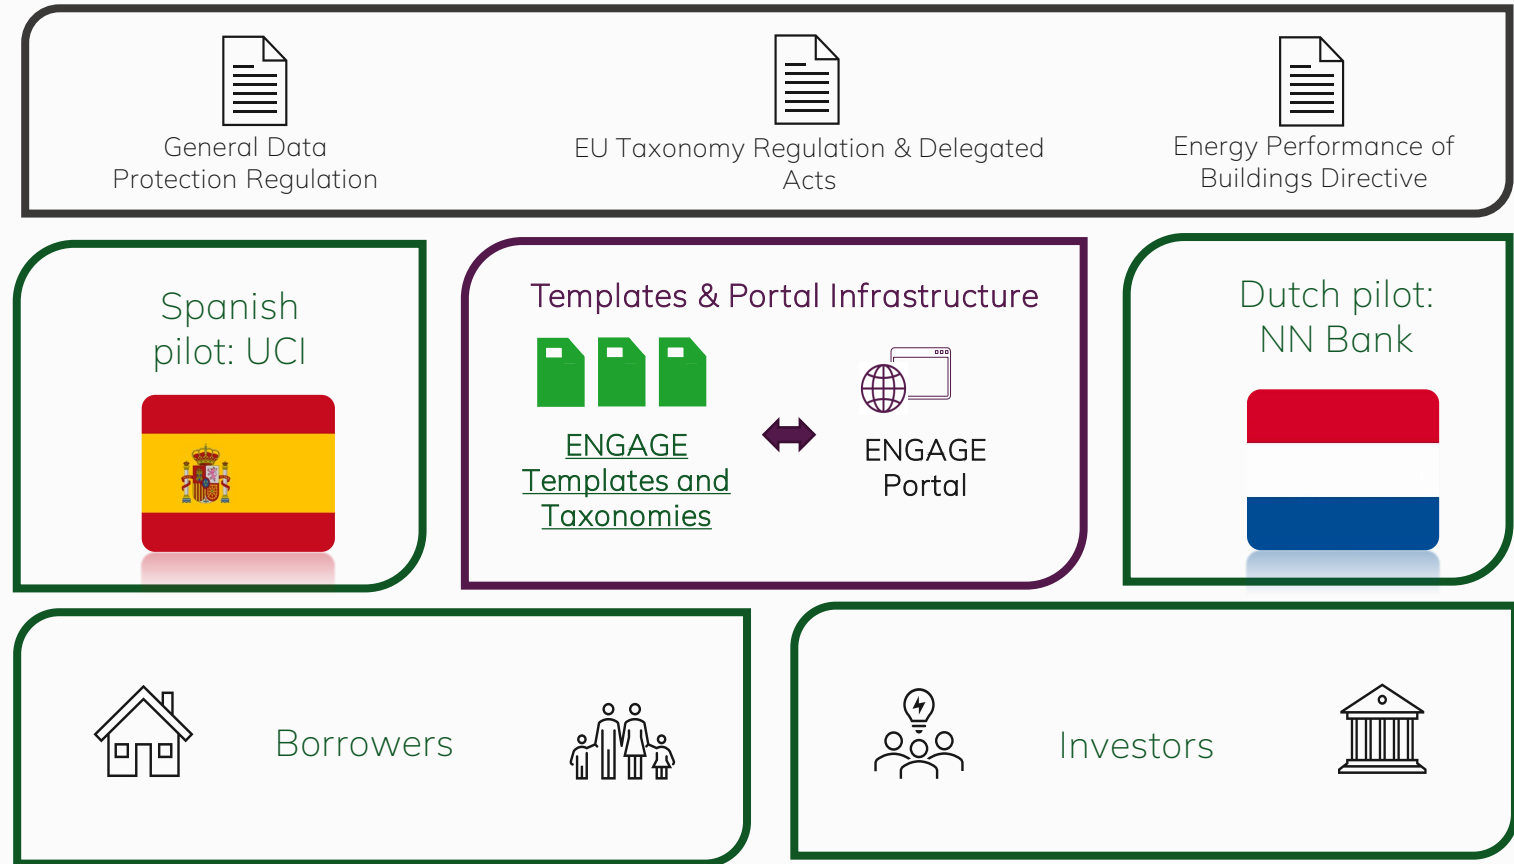 General Data
Protection Regulation
EU Taxonomy Regulation & Delegated
Acts
Energy Performance of
Buildings Directive
Spanish
pilot: UCI
Templates & Portal Infrastructure
ENGAGE
Templates and
Taxonomies
ENGAGE
Portal
Dutch pilot:
NN Bank
Borrowers
Investors